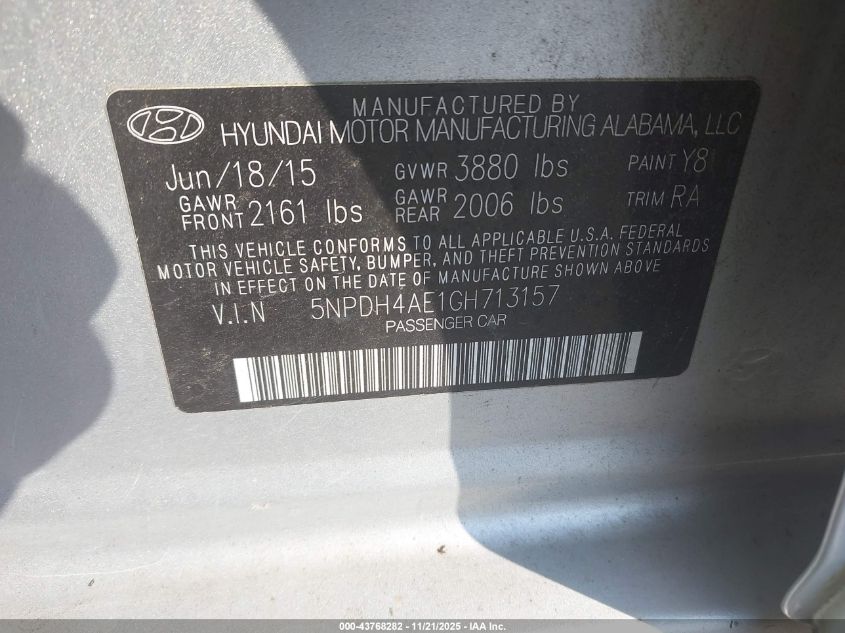 MANUFACTURED BY
HYUNDAI MOTOR MANUFACTURING ALABAMA, LLC
Jun/18/15 GVWR 3880 lbs PAINT Y8
GAWR FRONT 2161 lbs GAWR REAR 2006 lbs TRIM RA
THIS VEHICLE CONFORMS TO ALL APPLICABLE U.S.A. FEDERAL
MOTOR VEHICLE SAFETY, BUMPER, AND THEFT PREVENTION STANDARDS
IN EFFECT ON THE DATE OF MANUFACTURE SHOWN ABOVE
V.I.N 5NPDH4AE1GH713157
PASSENGER CAR
000-43768282 - 11/21/2025 - IAA Inc.